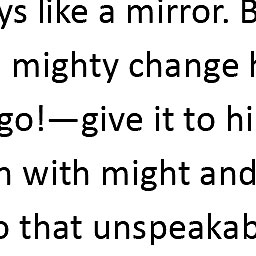 ys like a mirror. B
mighty change h
go!—give it to hi
n with might and
o that unspeakab